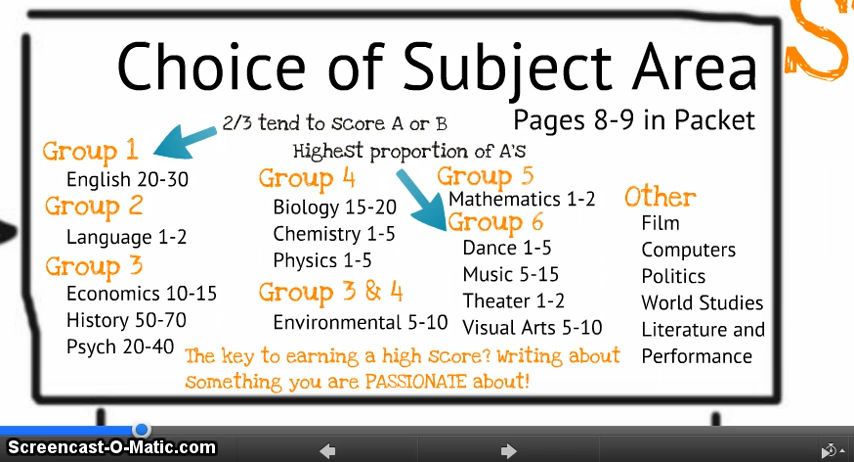 Choice of Subject Area
Pages 8-9 in Packet
2/3 tend to score A or B
Highest proportion of A's
Group 1
English 20-30
Group 2
Language 1-2
Group 3
Economics 10-15
History 50-70
Psych 20-40
Group 4
Biology 15-20
Chemistry 1-5
Physics 1-5
Group 3 & 4
Environmental 5-10
Group 5
Mathematics 1-2
Group 6
Dance 1-5
Music 5-15
Theater 1-2
Visual Arts 5-10
Other
Film
Computers
Politics
World Studies
Literature and
Performance
The key to earning a high score? Writing about
something you are PASSIONATE about!
S
Screencast-O-Matic.com